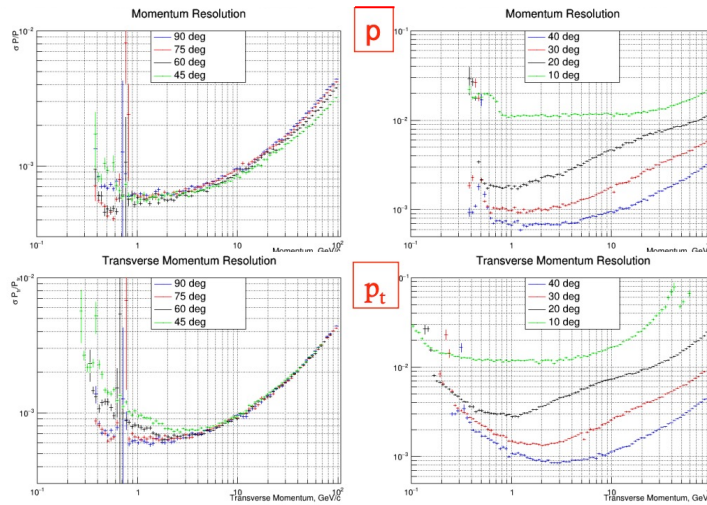 Momentum Resolution
σ P/P
10⁻²
10⁻³
90 deg
75 deg
60 deg
45 deg
10⁻¹ 1 10 10²
Momentum, GeV/c
p
Momentum Resolution
10⁻¹
10⁻²
10⁻³
40 deg
30 deg
20 deg
10 deg
10⁻¹ 1 10
Momentum, GeV/
Transverse Momentum Resolution
σ Pₜ/Pₜ
10⁻²
10⁻³
90 deg
75 deg
60 deg
45 deg
10⁻¹ 1 10 10²
Transverse Momentum, GeV/c
pₜ
Transverse Momentum Resolution
10⁻¹
10⁻²
10⁻³
40 deg
30 deg
20 deg
10 deg
10⁻¹ 1 10
Transverse Momentum, GeV/